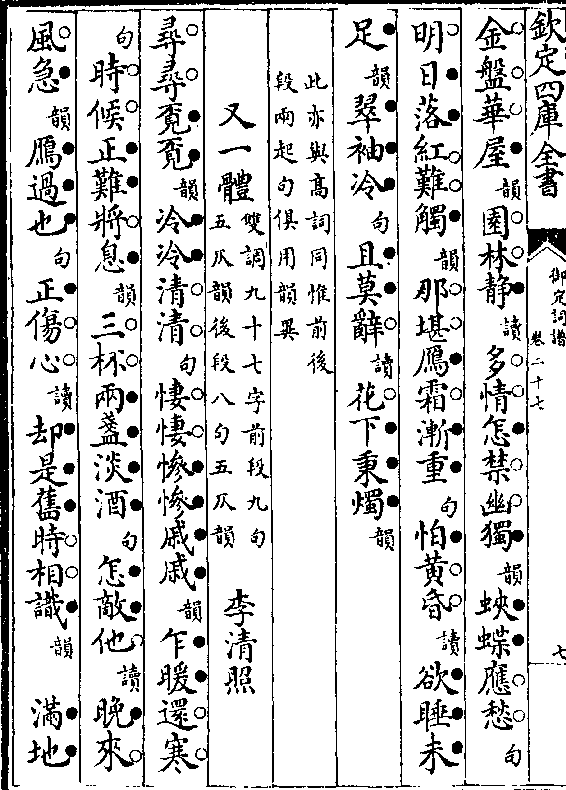 欽定四庫全書
御定詞譜
卷二十七
七
金盤華屋韻園林静讀多情怎禁幽獨韻蛺蝶應愁句
明日落紅難觸韻那堪鴈霜漸重句怕黄昏讀欲睡未
足韻翠袖冷句且莫辭讀花下秉燭韻
此亦與髙詞同惟前後
段兩起句俱用韻異
又一體雙調九十七字前段九句
五仄韻後段八句五仄韻李清照
尋尋覔覔韻冷冷清清句悽悽慘慘戚戚韻乍暖還寒
句時候正難將息韻三杯兩盞淡酒句怎敵他讀晩來
風急韻鴈過也句正傷心讀却是舊時相識韻滿地